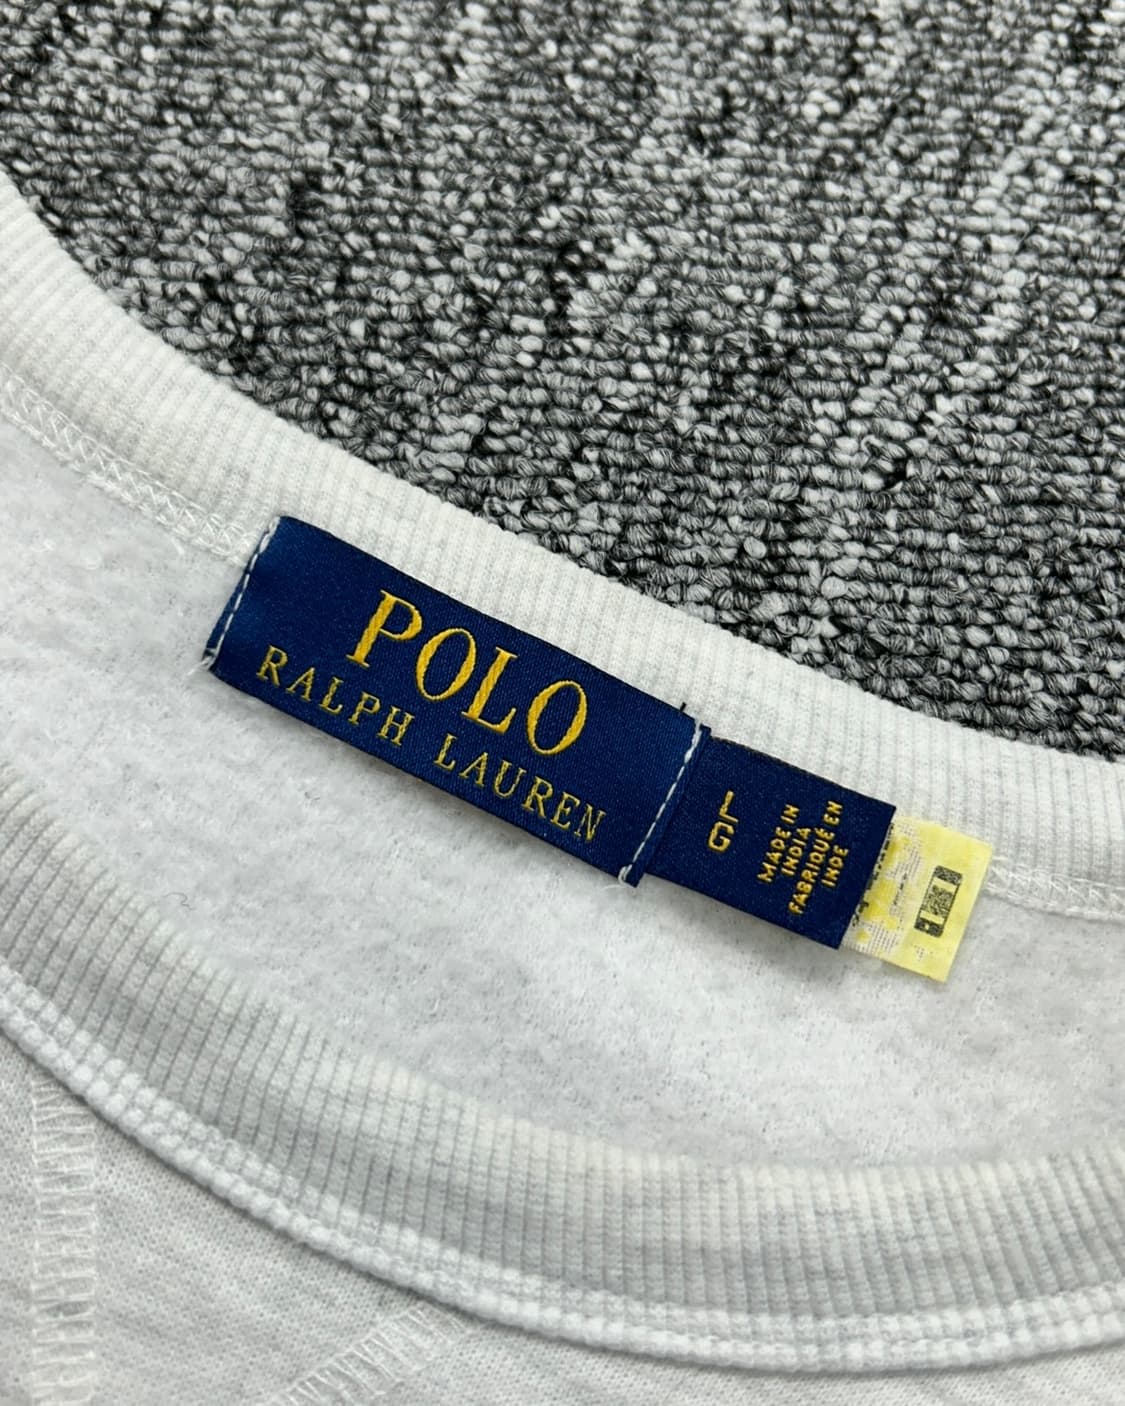 POLO
RALPH LAUREN
L
G
MADE IN
INDIA
FABRIQUÉ EN
INDE